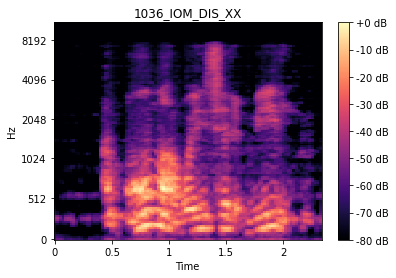 1036_IOM_DIS_XX
8192
4096
2048
1024
512
0
Hz
0
0.5
1
1.5
2
Time
+0 dB
-10 dB
-20 dB
-30 dB
-40 dB
-50 dB
-60 dB
-70 dB
-80 dB